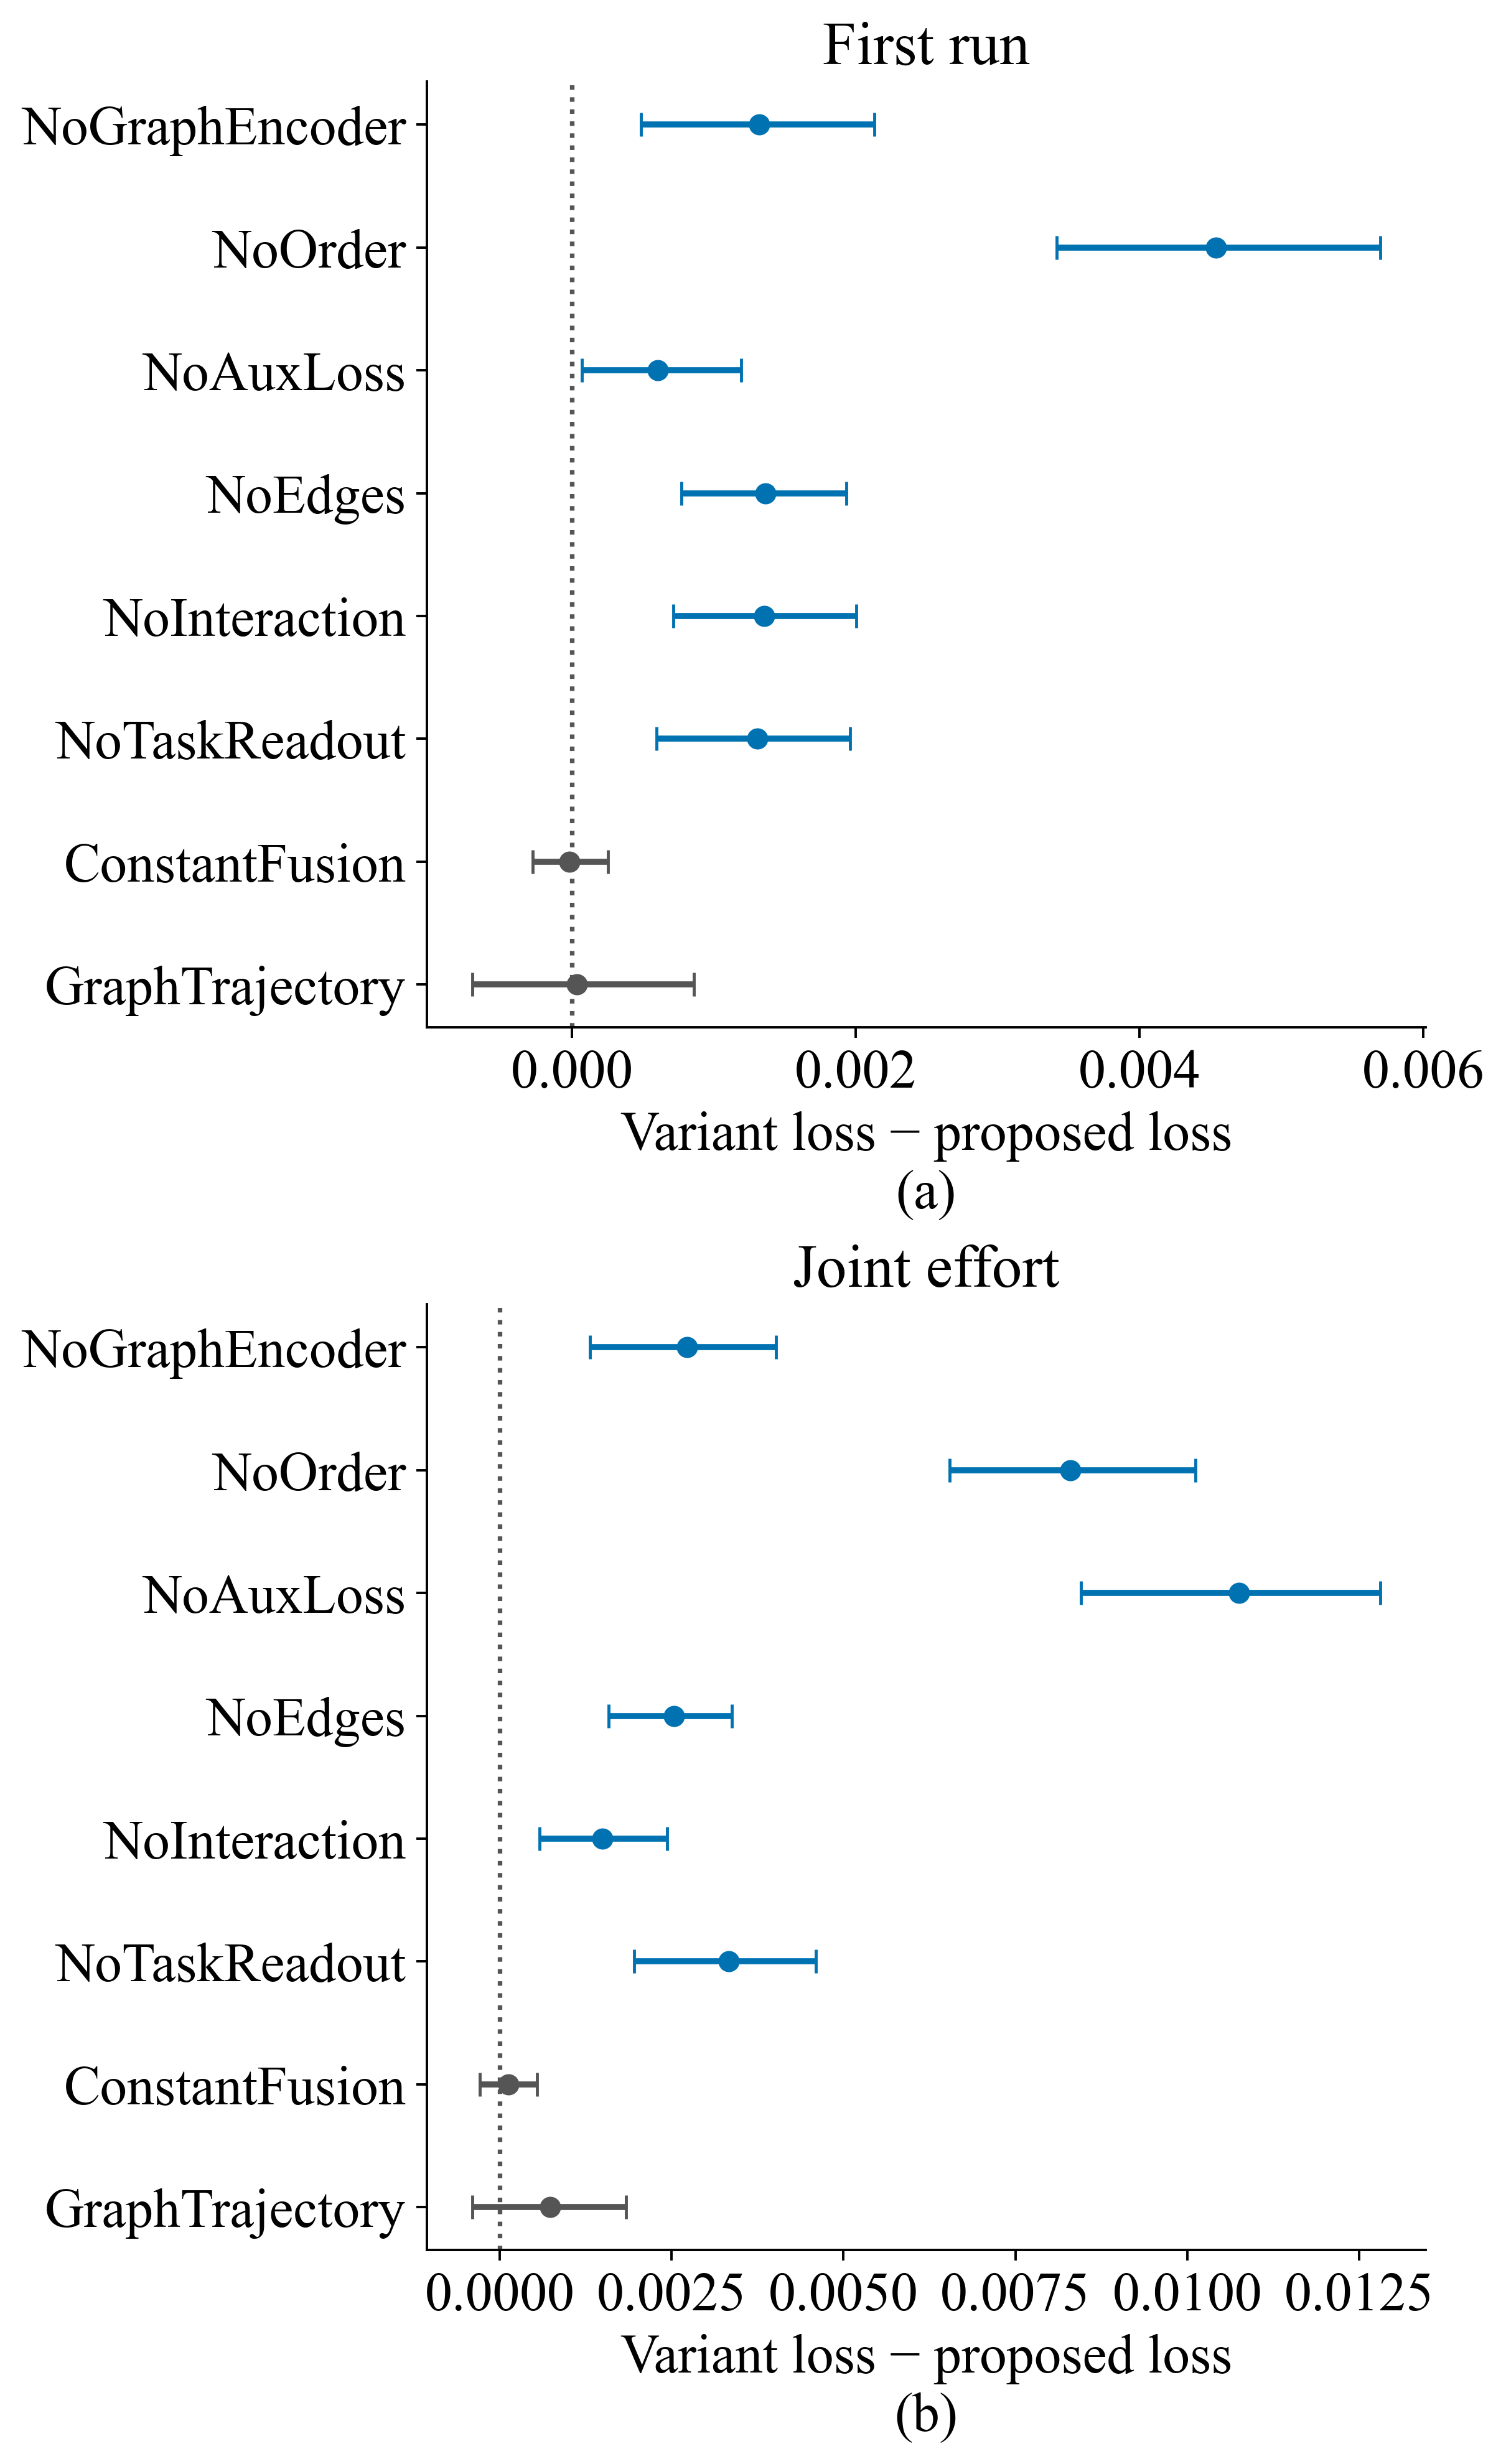 First run
NoGraphEncoder
NoOrder
NoAuxLoss
NoEdges
NoInteraction
NoTaskReadout
ConstantFusion
GraphTrajectory
0.000 0.002 0.004 0.006
Variant loss − proposed loss
(a)
Joint effort
NoGraphEncoder
NoOrder
NoAuxLoss
NoEdges
NoInteraction
NoTaskReadout
ConstantFusion
GraphTrajectory
0.0000 0.0025 0.0050 0.0075 0.0100 0.0125
Variant loss − proposed loss
(b)